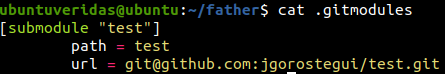 ubuntuveridas@ubuntu:~/father$ cat .gitmodules
[submodule "test"]
path = test
url = git@github.com:jgorostegui/test.git